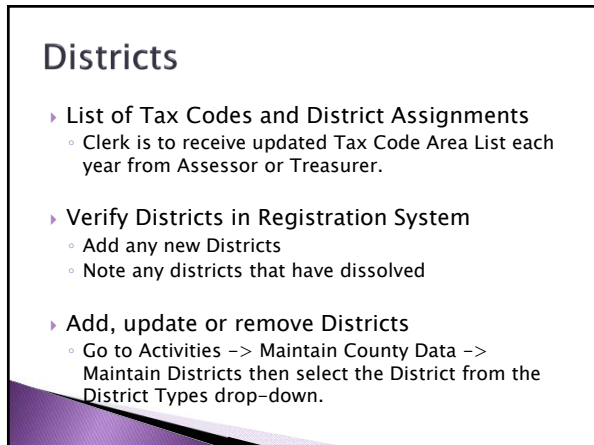 Districts
List of Tax Codes and District Assignments
Clerk is to receive updated Tax Code Area List each
year from Assessor or Treasurer.
Verify Districts in Registration System
Add any new Districts
Note any districts that have dissolved
Add, update or remove Districts
Go to Activities -> Maintain County Data ->
Maintain Districts then select the District from the
District Types drop-down.